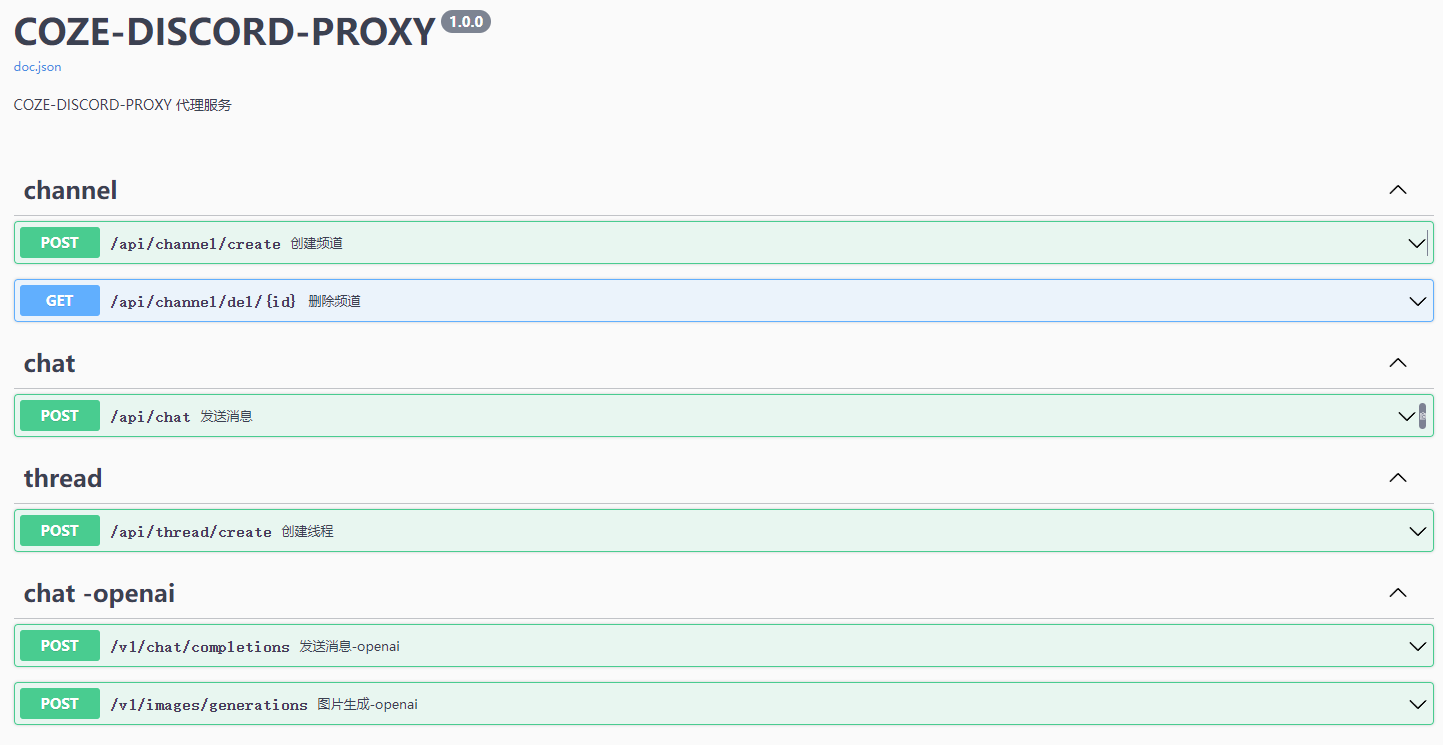 COZE-DISCORD-PROXY 1.0.0
doc.json
COZE-DISCORD-PROXY 代理服务
channel
POST /api/channel/create 创建频道
GET /api/channel/del/{id} 删除频道
chat
POST /api/chat 发送消息
thread
POST /api/thread/create 创建线程
chat -openai
POST /v1/chat/completions 发送消息-openai
POST /v1/images/generations 图片生成-openai